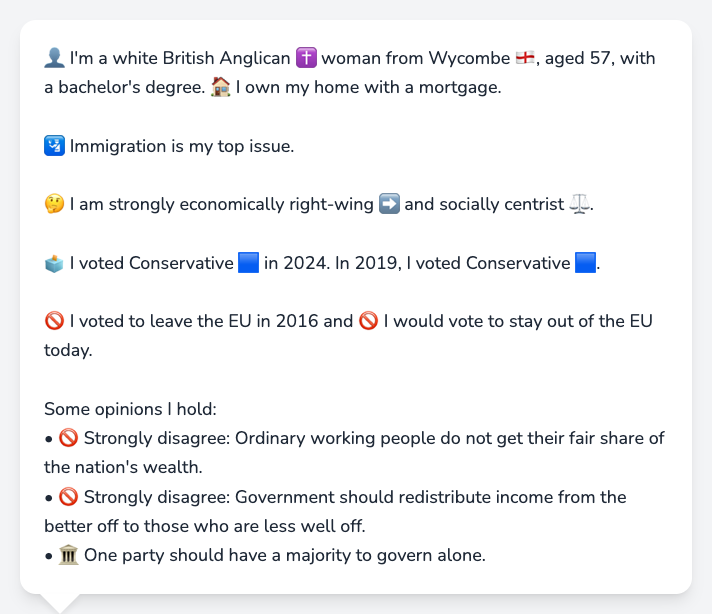 👤 I'm a white British Anglican ✝️ woman from Wycombe 🏴󠁧󠁢󠁥󠁮󠁧󠁿, aged 57, with
a bachelor's degree. 🏠 I own my home with a mortgage.
🛂 Immigration is my top issue.
🤔 I am strongly economically right-wing ➡️ and socially centrist ⚖️.
🗳️ I voted Conservative 🟦 in 2024. In 2019, I voted Conservative 🟦.
🚫 I voted to leave the EU in 2016 and 🚫 I would vote to stay out of the EU
today.
Some opinions I hold:
• 🚫 Strongly disagree: Ordinary working people do not get their fair share of
the nation's wealth.
• 🚫 Strongly disagree: Government should redistribute income from the
better off to those who are less well off.
• 🏛️ One party should have a majority to govern alone.